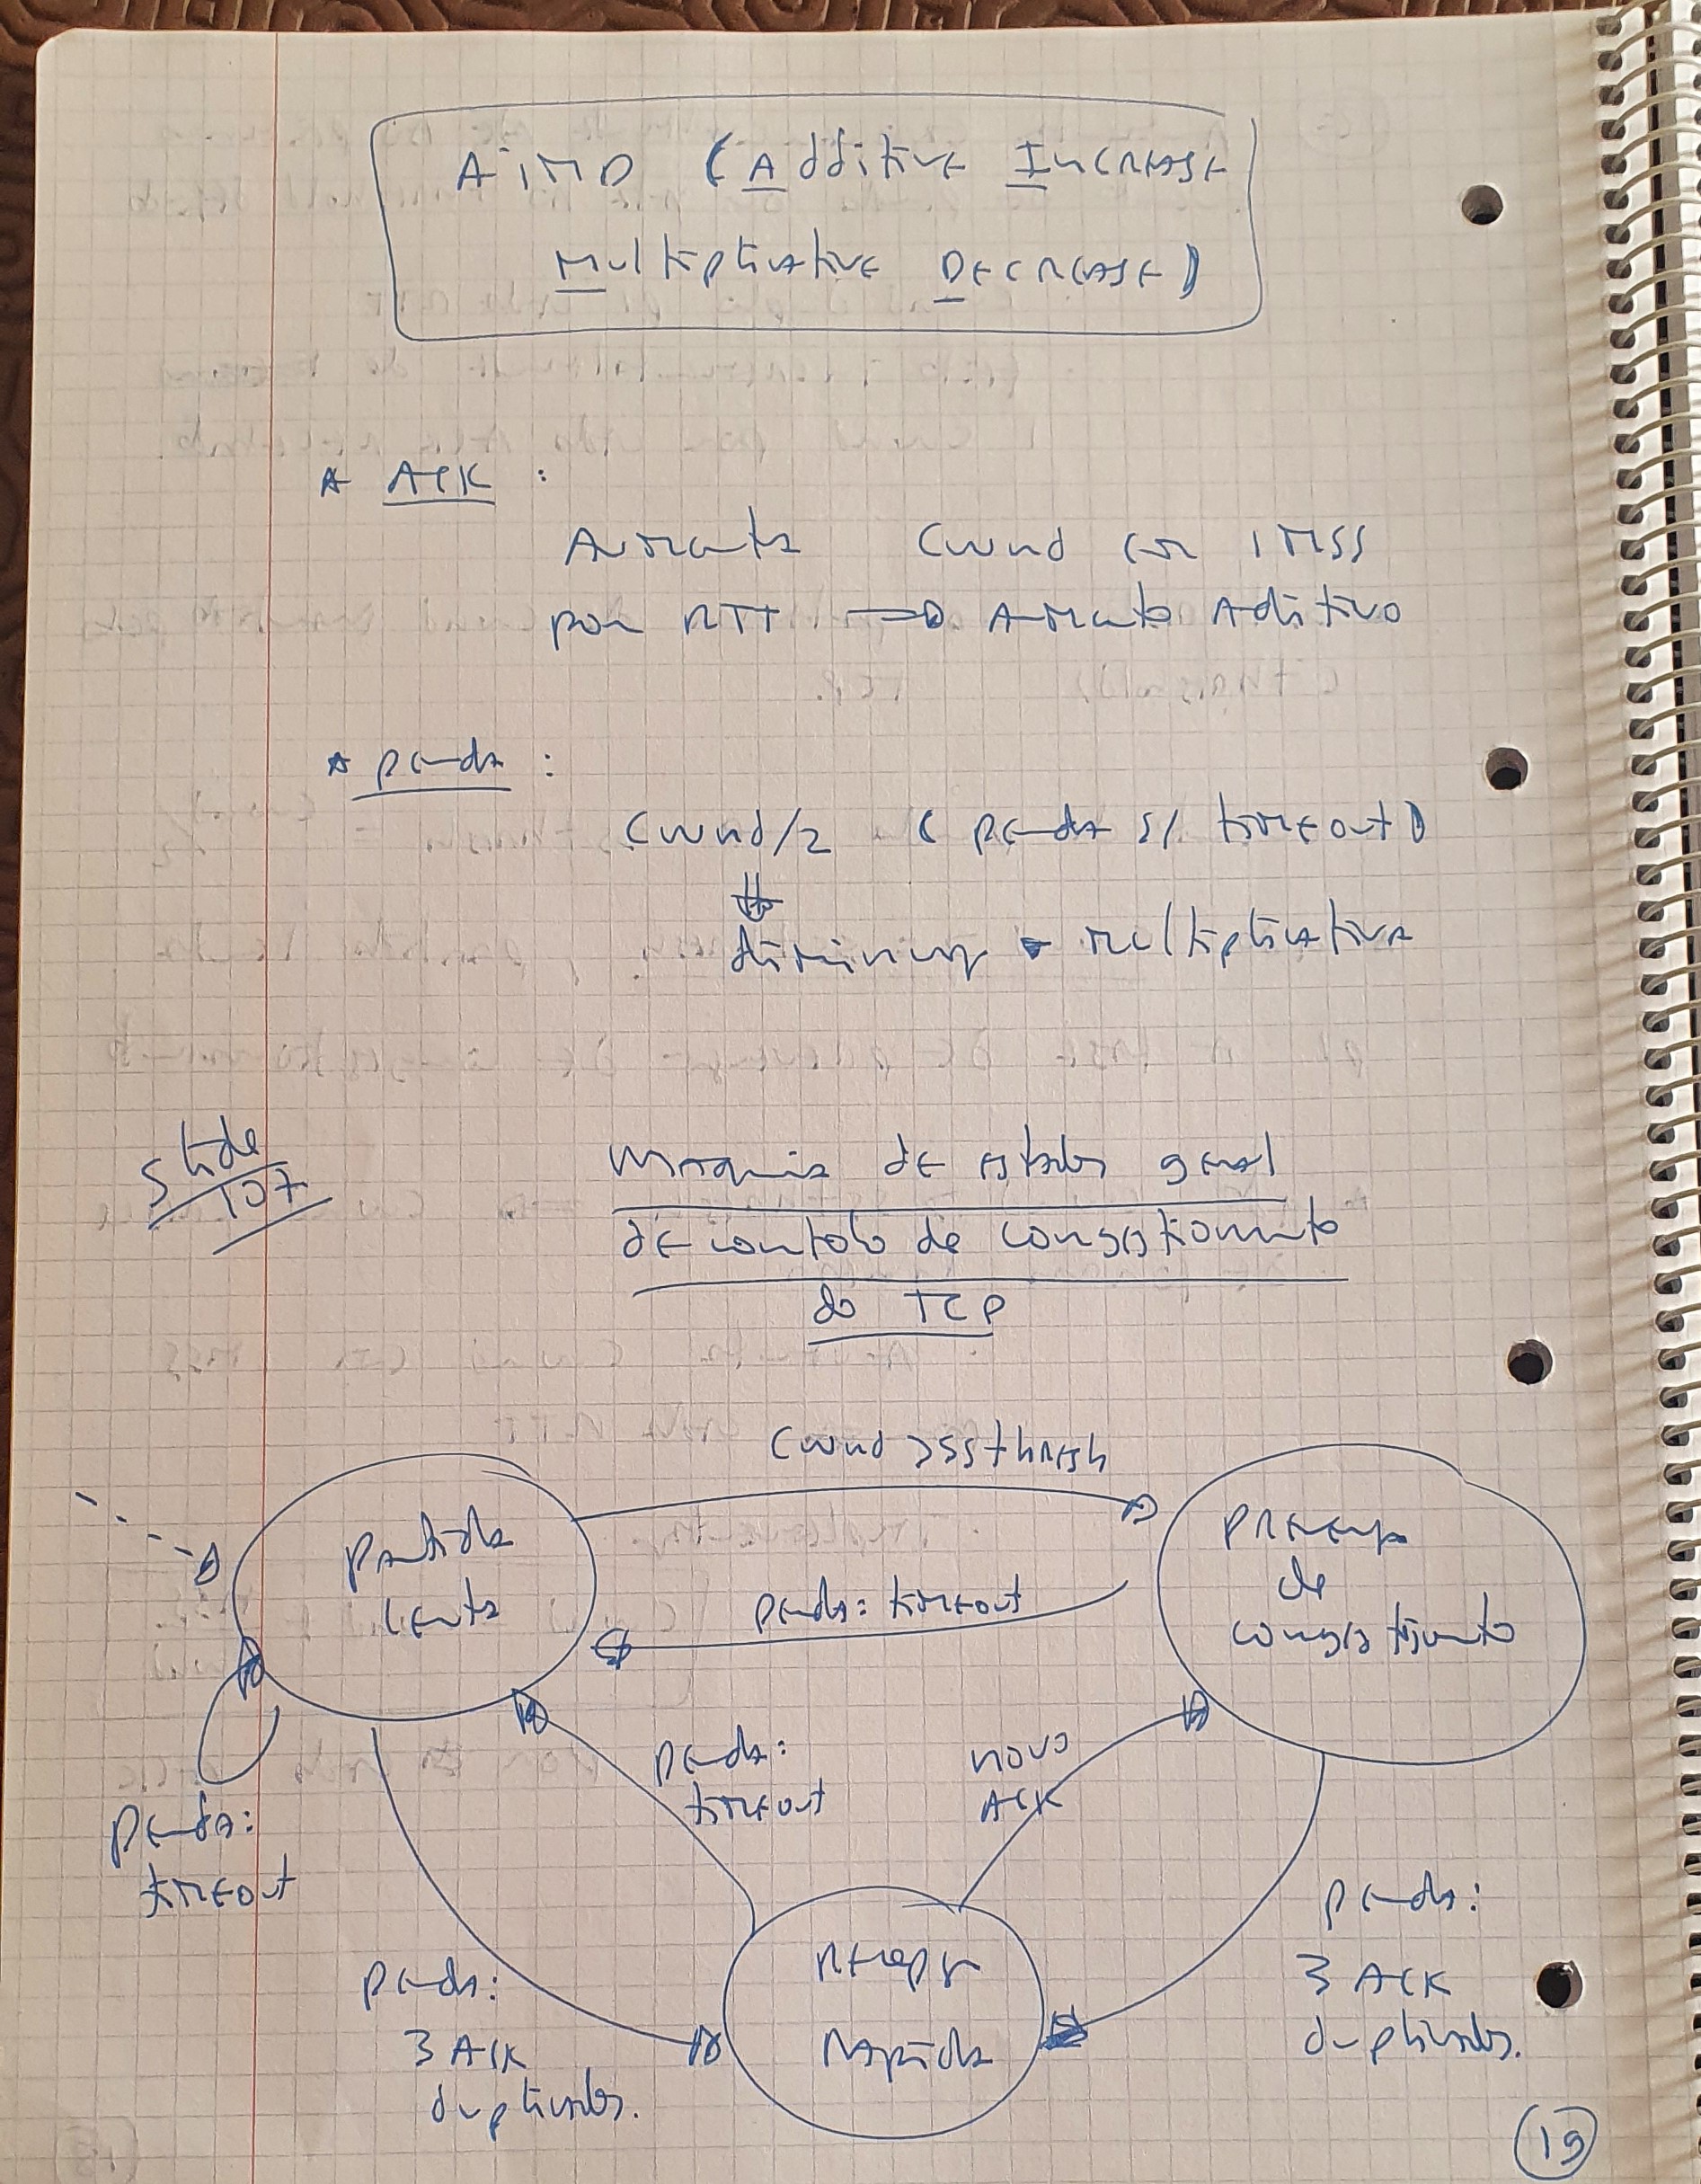 AIMD (Additive Increase
Multiplicative Decrease)
* ACK :
Aumenta Cwnd em 1 MSS
por RTT => Aumento Aditivo
* perda :
Cwnd/2 ( perda s/ timeout )
diminuição multiplicativa
Slide
107
Máquina de estados geral
de controlo de congestionamento
do TCP
Cwnd > ssthresh
Partida
Lenta
Prevenção
de
congestionamento
perda: timeout
perda:
timeout
novo
ACK
perda:
timeout
perda:
3 ACK
duplicados.
Recepção
Rápida
perda:
3 ACK
duplicados.
19